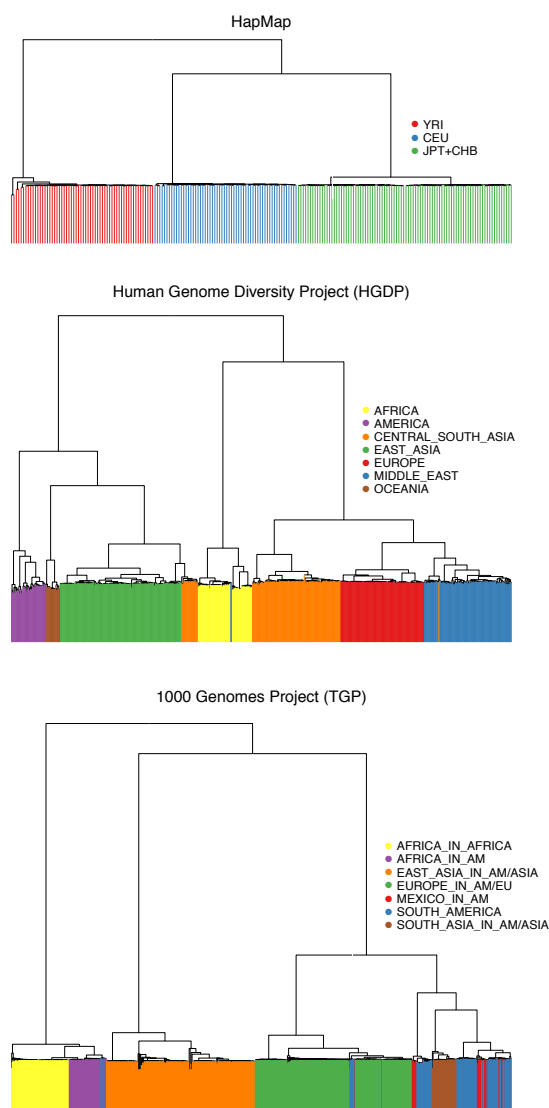 HapMap
YRI
CEU
JPT+CHB
Human Genome Diversity Project (HGDP)
AFRICA
AMERICA
CENTRAL_SOUTH_ASIA
EAST_ASIA
EUROPE
MIDDLE_EAST
OCEANIA
1000 Genomes Project (TGP)
AFRICA_IN_AFRICA
AFRICA_IN_AM
EAST_ASIA_IN_AM/ASIA
EUROPE_IN_AM/EU
MEXICO_IN_AM
SOUTH_AMERICA
SOUTH_ASIA_IN_AM/ASIA